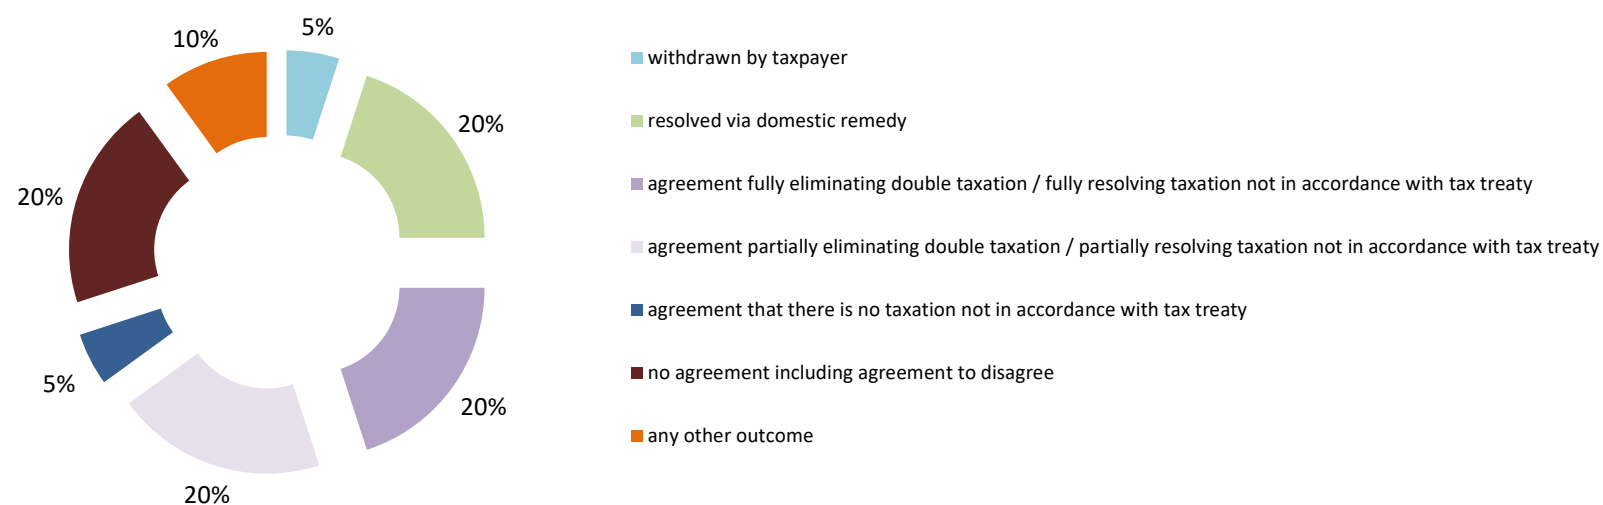 5%
10%
20%
20%
20%
5%
20%
withdrawn by taxpayer
resolved via domestic remedy
agreement fully eliminating double taxation / fully resolving taxation not in accordance with tax treaty
agreement partially eliminating double taxation / partially resolving taxation not in accordance with tax treaty
agreement that there is no taxation not in accordance with tax treaty
no agreement including agreement to disagree
any other outcome